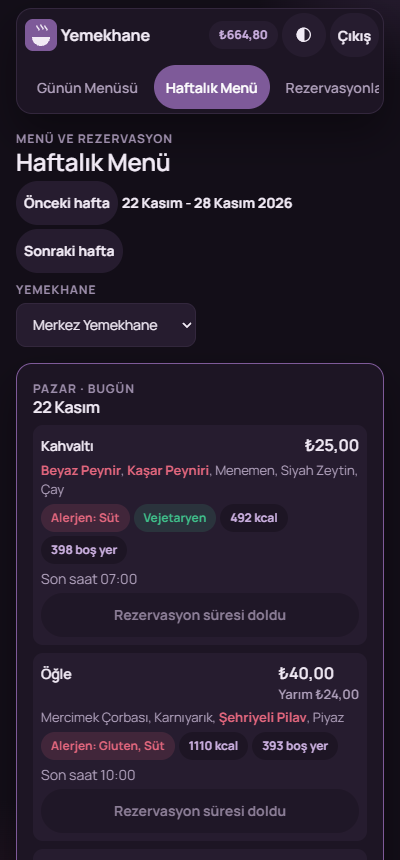 Yemekhane
₺664,80
Çıkış
Günün Menüsü
Haftalık Menü
Rezervasyonla
MENÜ VE REZERVASYON
Haftalık Menü
Önceki hafta
22 Kasım - 28 Kasım 2026
Sonraki hafta
YEMEKHANE
Merkez Yemekhane
PAZAR · BUGÜN
22 Kasım
Kahvaltı
₺25,00
Beyaz Peynir, Kaşar Peyniri, Menemen, Siyah Zeytin,
Çay
Alerjen: Süt
Vejetaryen
492 kcal
398 boş yer
Son saat 07:00
Rezervasyon süresi doldu
Öğle
₺40,00
Yarım ₺24,00
Mercimek Çorbası, Karnıyarık, Şehriyeli Pilav, Piyaz
Alerjen: Gluten, Süt
1110 kcal
393 boş yer
Son saat 10:00
Rezervasyon süresi doldu